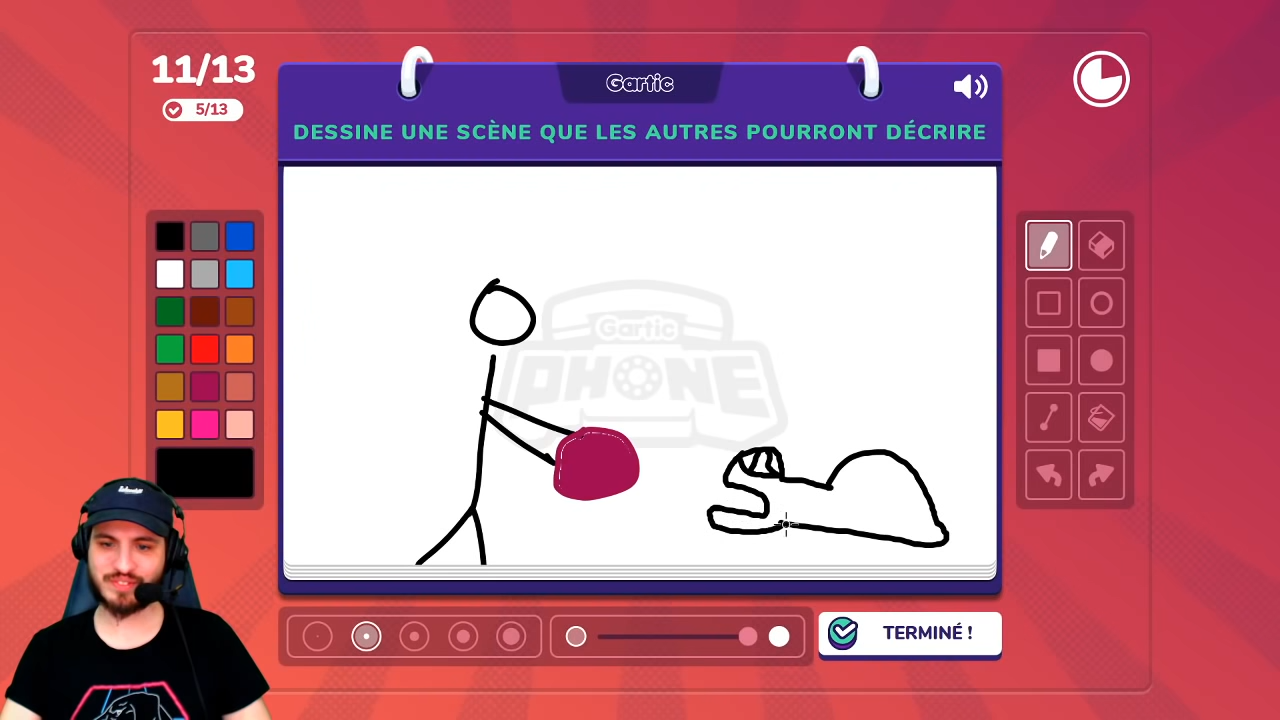 11/13
5/13
Gartic
DESSINE UNE SCÈNE QUE LES AUTRES POURRONT DÉCRIRE
Gartic
PHONE
TERMINÉ !